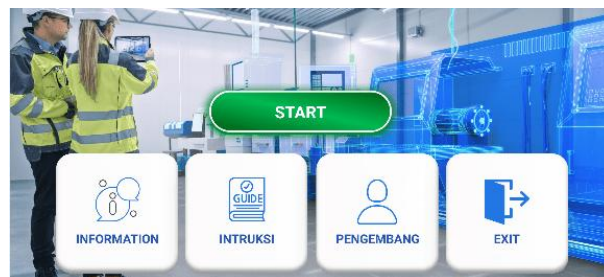 START
GUIDE
INFORMATION
INTRUKSI
PENGEMBANG
EXIT